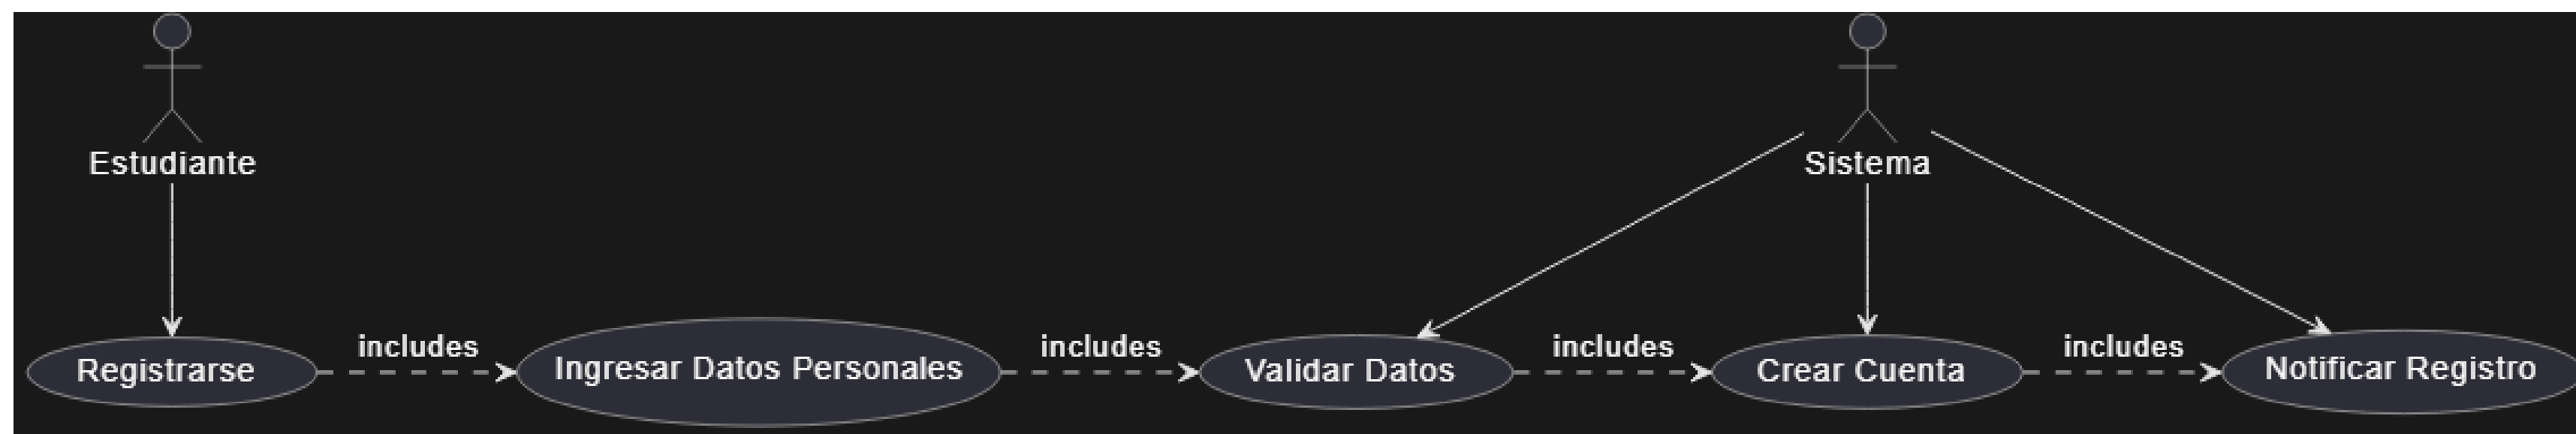 Estudiante
Sistema
Registrarse
includes
Ingresar Datos Personales
includes
Validar Datos
includes
Crear Cuenta
includes
Notificar Registro